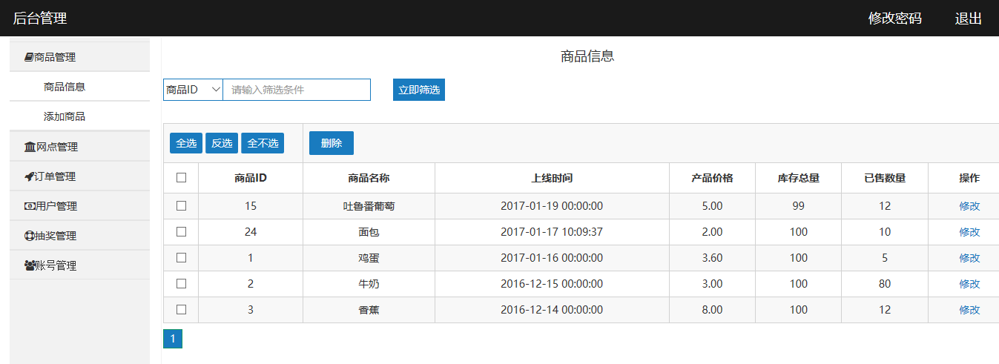 后台管理 修改密码 退出
商品管理
商品信息
添加商品
网点管理
订单管理
用户管理
抽奖管理
账号管理
商品信息
商品ID 请输入筛选条件 立即筛选
全选 反选 全不选 删除
商品ID 商品名称 上线时间 产品价格 库存总量 已售数量 操作
15 吐鲁番葡萄 2017-01-19 00:00:00 5.00 99 12 修改
24 面包 2017-01-17 10:09:37 2.00 100 10 修改
1 鸡蛋 2017-01-16 00:00:00 3.60 100 5 修改
2 牛奶 2016-12-15 00:00:00 3.00 100 80 修改
3 香蕉 2016-12-14 00:00:00 8.00 100 12 修改
1